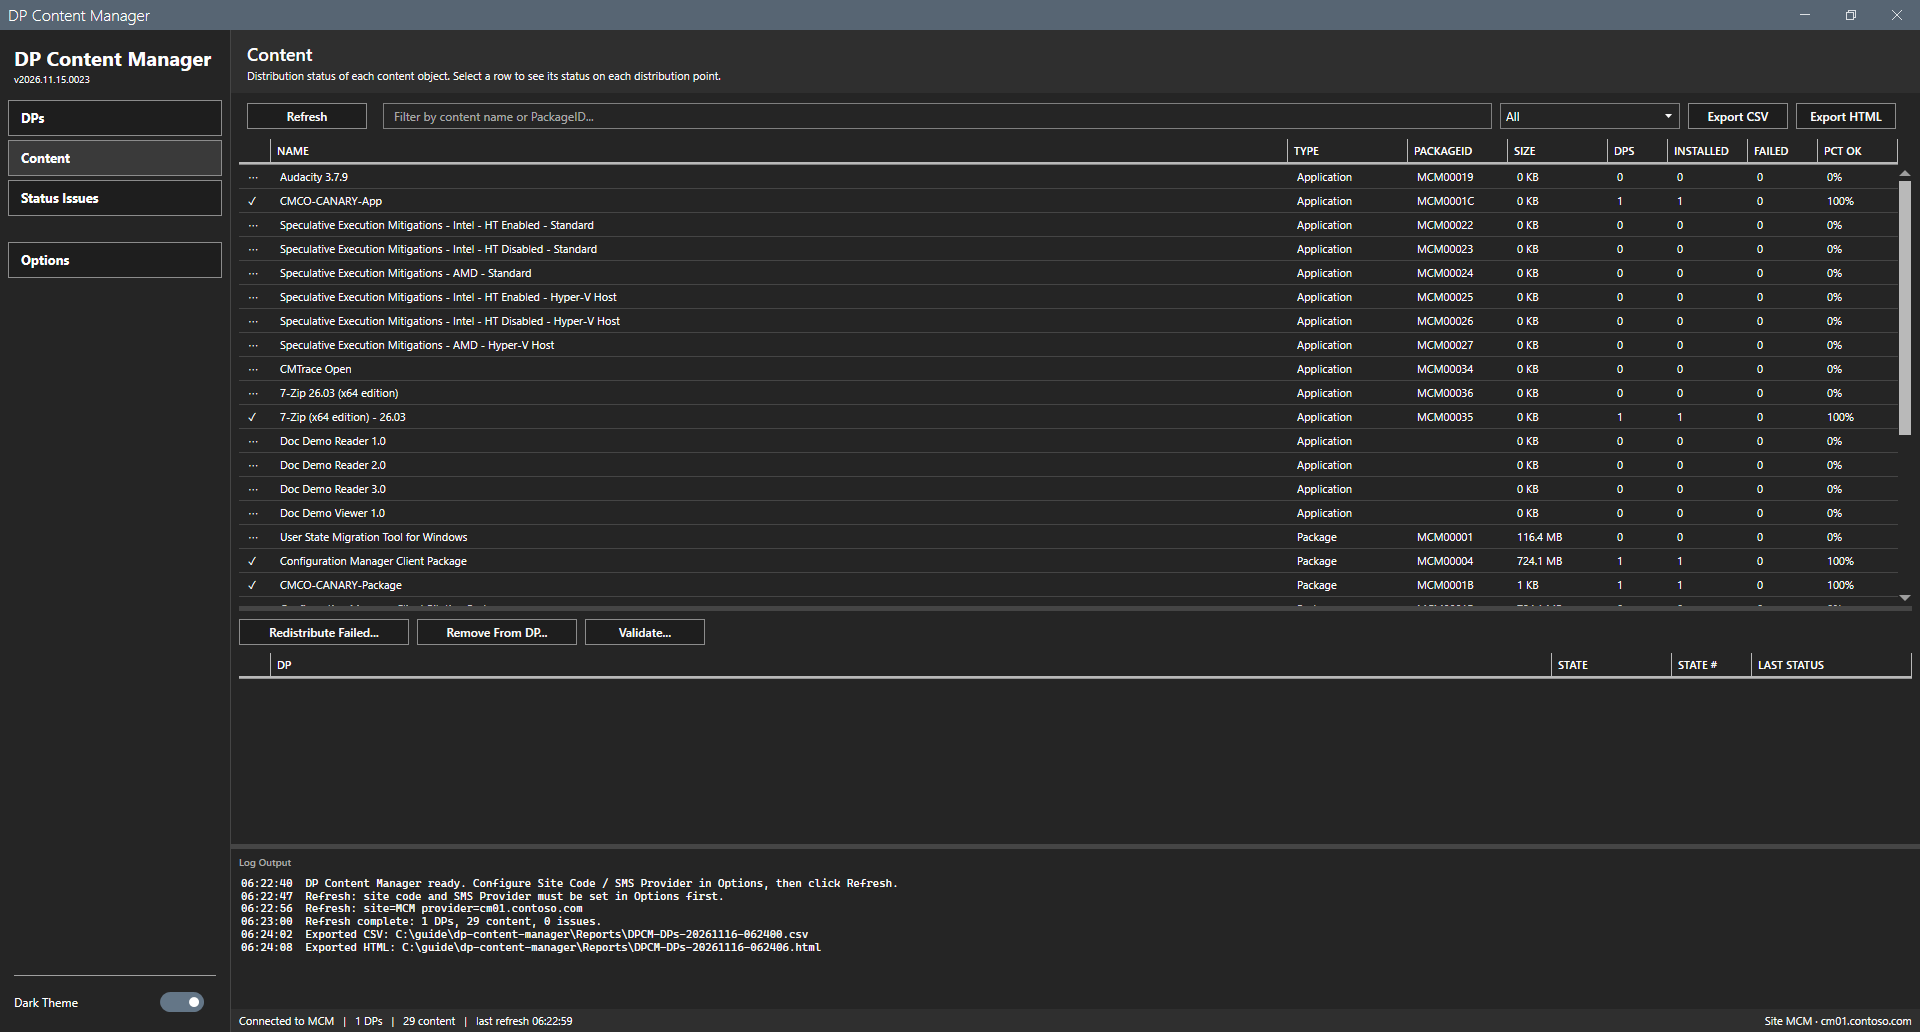 DP Content Manager
DP Content Manager
v2026.11.15.0023
DPs
Content
Status Issues
Options
Dark Theme
Content
Distribution status of each content object. Select a row to see its status on each distribution point.
Refresh Filter by content name or PackageID... All Export CSV Export HTML
NAME TYPE PACKAGEID SIZE DPS INSTALLED FAILED PCT OK
... Audacity 3.7.9 Application MCM00019 0 KB 0 0 0 0%
✓ CMCO-CANARY-App Application MCM0001C 0 KB 1 1 0 100%
... Speculative Execution Mitigations - Intel - HT Enabled - Standard Application MCM00022 0 KB 0 0 0 0%
... Speculative Execution Mitigations - Intel - HT Disabled - Standard Application MCM00023 0 KB 0 0 0 0%
... Speculative Execution Mitigations - AMD - Standard Application MCM00024 0 KB 0 0 0 0%
... Speculative Execution Mitigations - Intel - HT Enabled - Hyper-V Host Application MCM00025 0 KB 0 0 0 0%
... Speculative Execution Mitigations - Intel - HT Disabled - Hyper-V Host Application MCM00026 0 KB 0 0 0 0%
... Speculative Execution Mitigations - AMD - Hyper-V Host Application MCM00027 0 KB 0 0 0 0%
... CMTrace Open Application MCM00034 0 KB 0 0 0 0%
... 7-Zip 26.03 (x64 edition) Application MCM00036 0 KB 0 0 0 0%
✓ 7-Zip (x64 edition) - 26.03 Application MCM00035 0 KB 1 1 0 100%
... Doc Demo Reader 1.0 Application 0 KB 0 0 0 0%
... Doc Demo Reader 2.0 Application 0 KB 0 0 0 0%
... Doc Demo Reader 3.0 Application 0 KB 0 0 0 0%
... Doc Demo Viewer 1.0 Application 0 KB 0 0 0 0%
... User State Migration Tool for Windows Package MCM00001 116.4 MB 0 0 0 0%
✓ Configuration Manager Client Package Package MCM00004 724.1 MB 1 1 0 100%
✓ CMCO-CANARY-Package Package MCM0001B 1 KB 1 1 0 100%
Redistribute Failed... Remove From DP... Validate...
DP STATE STATE # LAST STATUS
Log Output
06:22:40 DP Content Manager ready. Configure Site Code / SMS Provider in Options, then click Refresh.
06:22:47 Refresh: site code and SMS Provider must be set in Options first.
06:22:56 Refresh: site=MCM provider=cm01.contoso.com
06:23:00 Refresh complete: 1 DPs, 29 content, 0 issues.
06:24:02 Exported CSV: C:\guide\dp-content-manager\Reports\DPCM-DPs-20261116-062400.csv
06:24:08 Exported HTML: C:\guide\dp-content-manager\Reports\DPCM-DPs-20261116-062406.html
Connected to MCM | 1 DPs | 29 content | last refresh 06:22:59 Site MCM · cm01.contoso.com